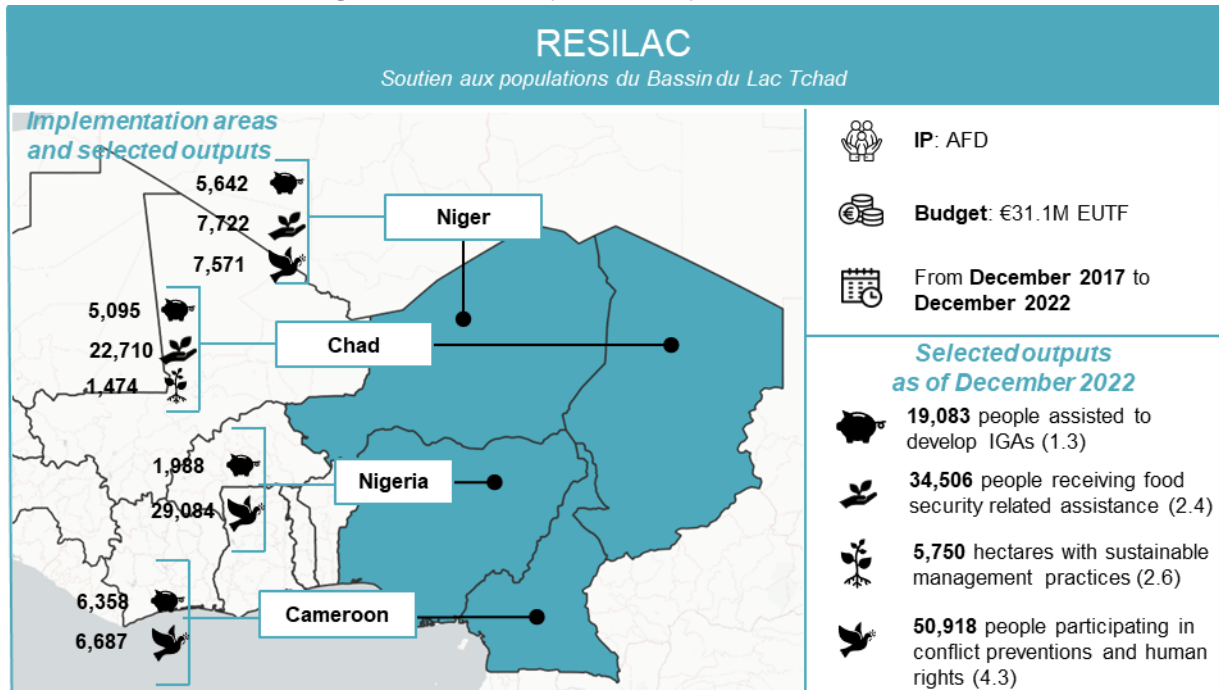 RESILAC
Soutien aux populations du Bassin du Lac Tchad
Implementation areas
and selected outputs
5,642
7,722
7,571
Niger
5,095
22,710
1,474
Chad
1,988
29,084
Nigeria
6,358
6,687
Cameroon
IP: AFD
Budget: €31.1M EUTF
From December 2017 to
December 2022
Selected outputs
as of December 2022
19,083 people assisted to
develop IGAs (1.3)
34,506 people receiving food
security related assistance (2.4)
5,750 hectares with sustainable
management practices (2.6)
50,918 people participating in
conflict preventions and human
rights (4.3)